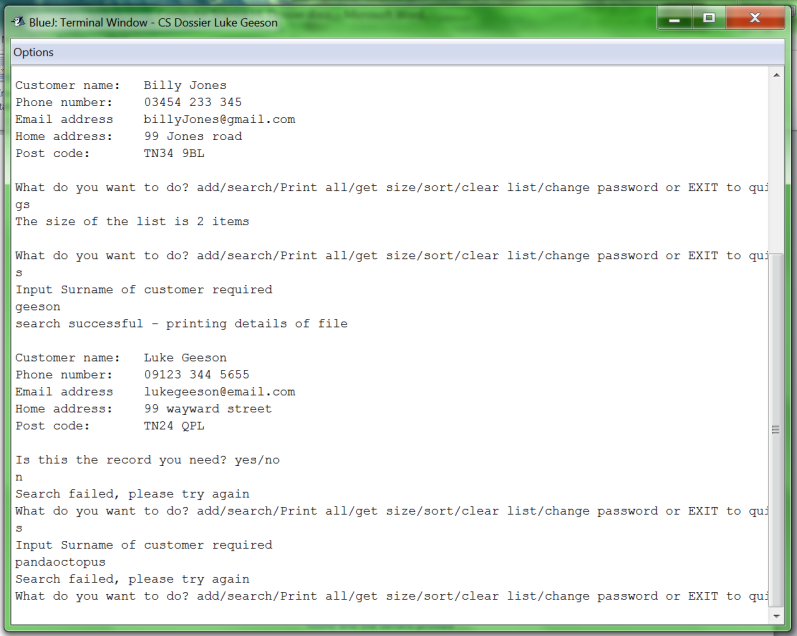 BlueJ: Terminal Window - CS Dossier Luke Geeson
Options
Customer name:   Billy Jones
Phone number:    03454 233 345
Email address    billyJones@gmail.com
Home address:    99 Jones road
Post code:       TN34 9BL
What do you want to do? add/search/Print all/get size/sort/clear list/change password or EXIT to qui
gs
The size of the list is 2 items
What do you want to do? add/search/Print all/get size/sort/clear list/change password or EXIT to qui
s
Input Surname of customer required
geeson
search successful - printing details of file
Customer name:   Luke Geeson
Phone number:    09123 344 5655
Email address    lukegeeson@email.com
Home address:    99 wayward street
Post code:       TN24 QPL
Is this the record you need? yes/no
n
Search failed, please try again
What do you want to do? add/search/Print all/get size/sort/clear list/change password or EXIT to qui
s
Input Surname of customer required
pandaoctopus
Search failed, please try again
What do you want to do? add/search/Print all/get size/sort/clear list/change password or EXIT to qui